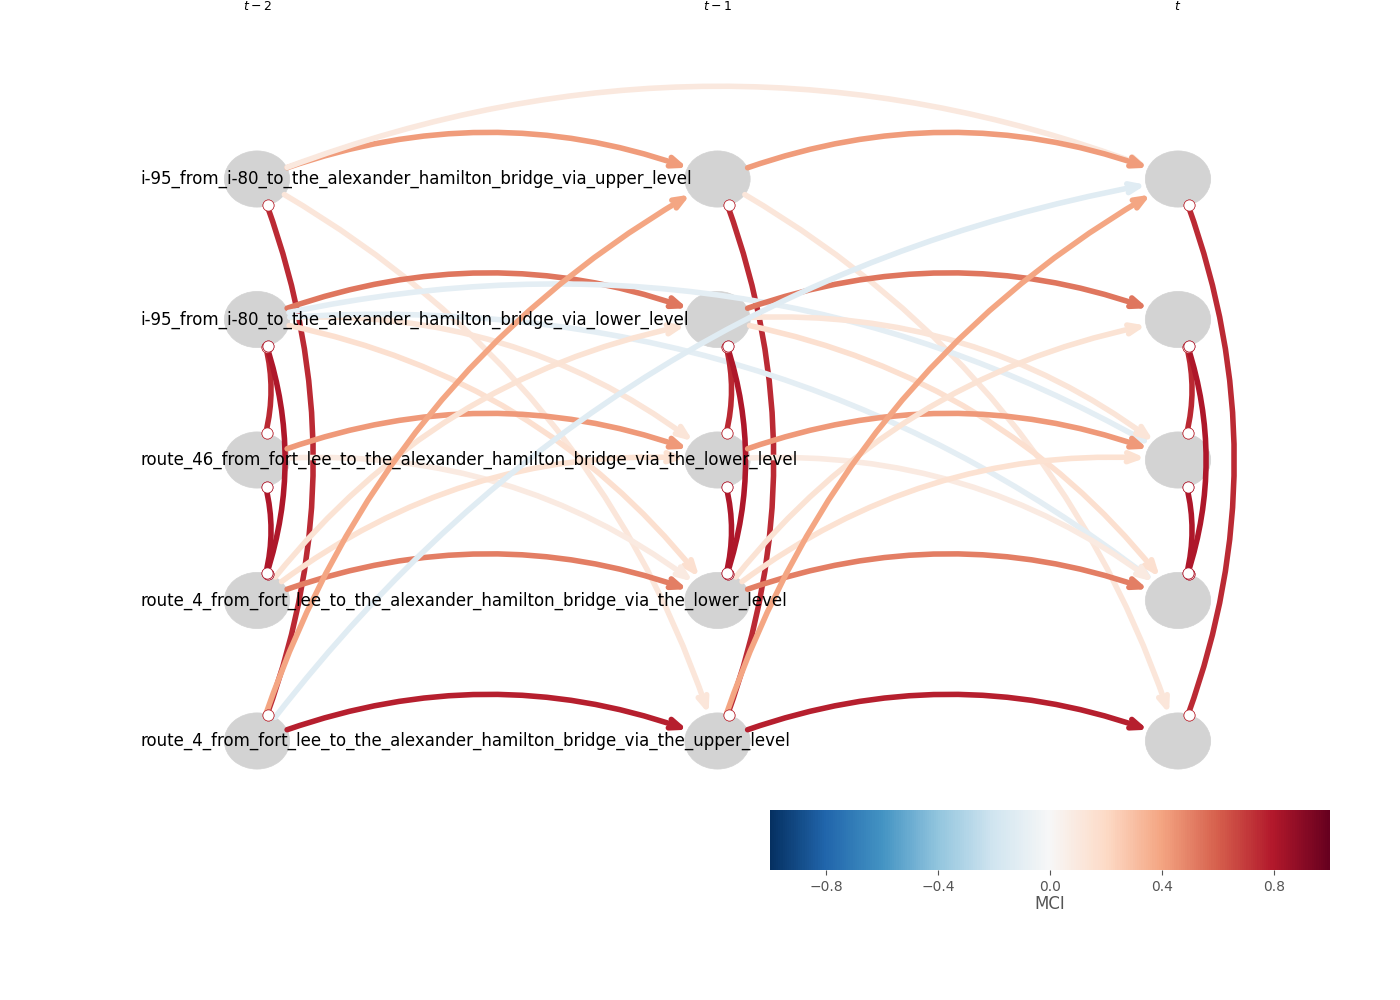 t − 2 t − 1 t
i-95_from_i-80_to_the_alexander_hamilton_bridge_via_upper_level
i-95_from_i-80_to_the_alexander_hamilton_bridge_via_lower_level
route_46_from_fort_lee_to_the_alexander_hamilton_bridge_via_the_lower_level
route_4_from_fort_lee_to_the_alexander_hamilton_bridge_via_the_lower_level
route_4_from_fort_lee_to_the_alexander_hamilton_bridge_via_the_upper_level
−0.8 −0.4 0.0 0.4 0.8
MCI